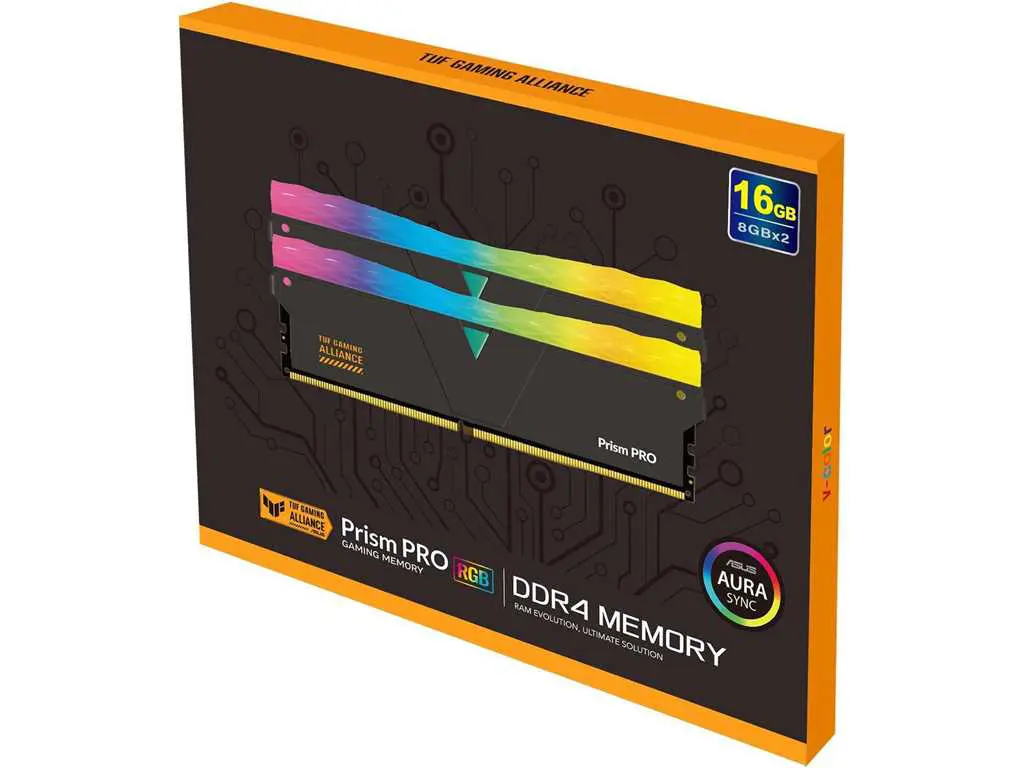 TUF GAMING ALLIANCE
16GB
8GBx2
TUF GAMING
ALLIANCE
Prism PRO
v-color
TUF GAMING
ALLIANCE
Prism PRO RGB
GAMING MEMORY
DDR4 MEMORY
RAM EVOLUTION, ULTIMATE SOLUTION
ASUS
AURA
SYNC